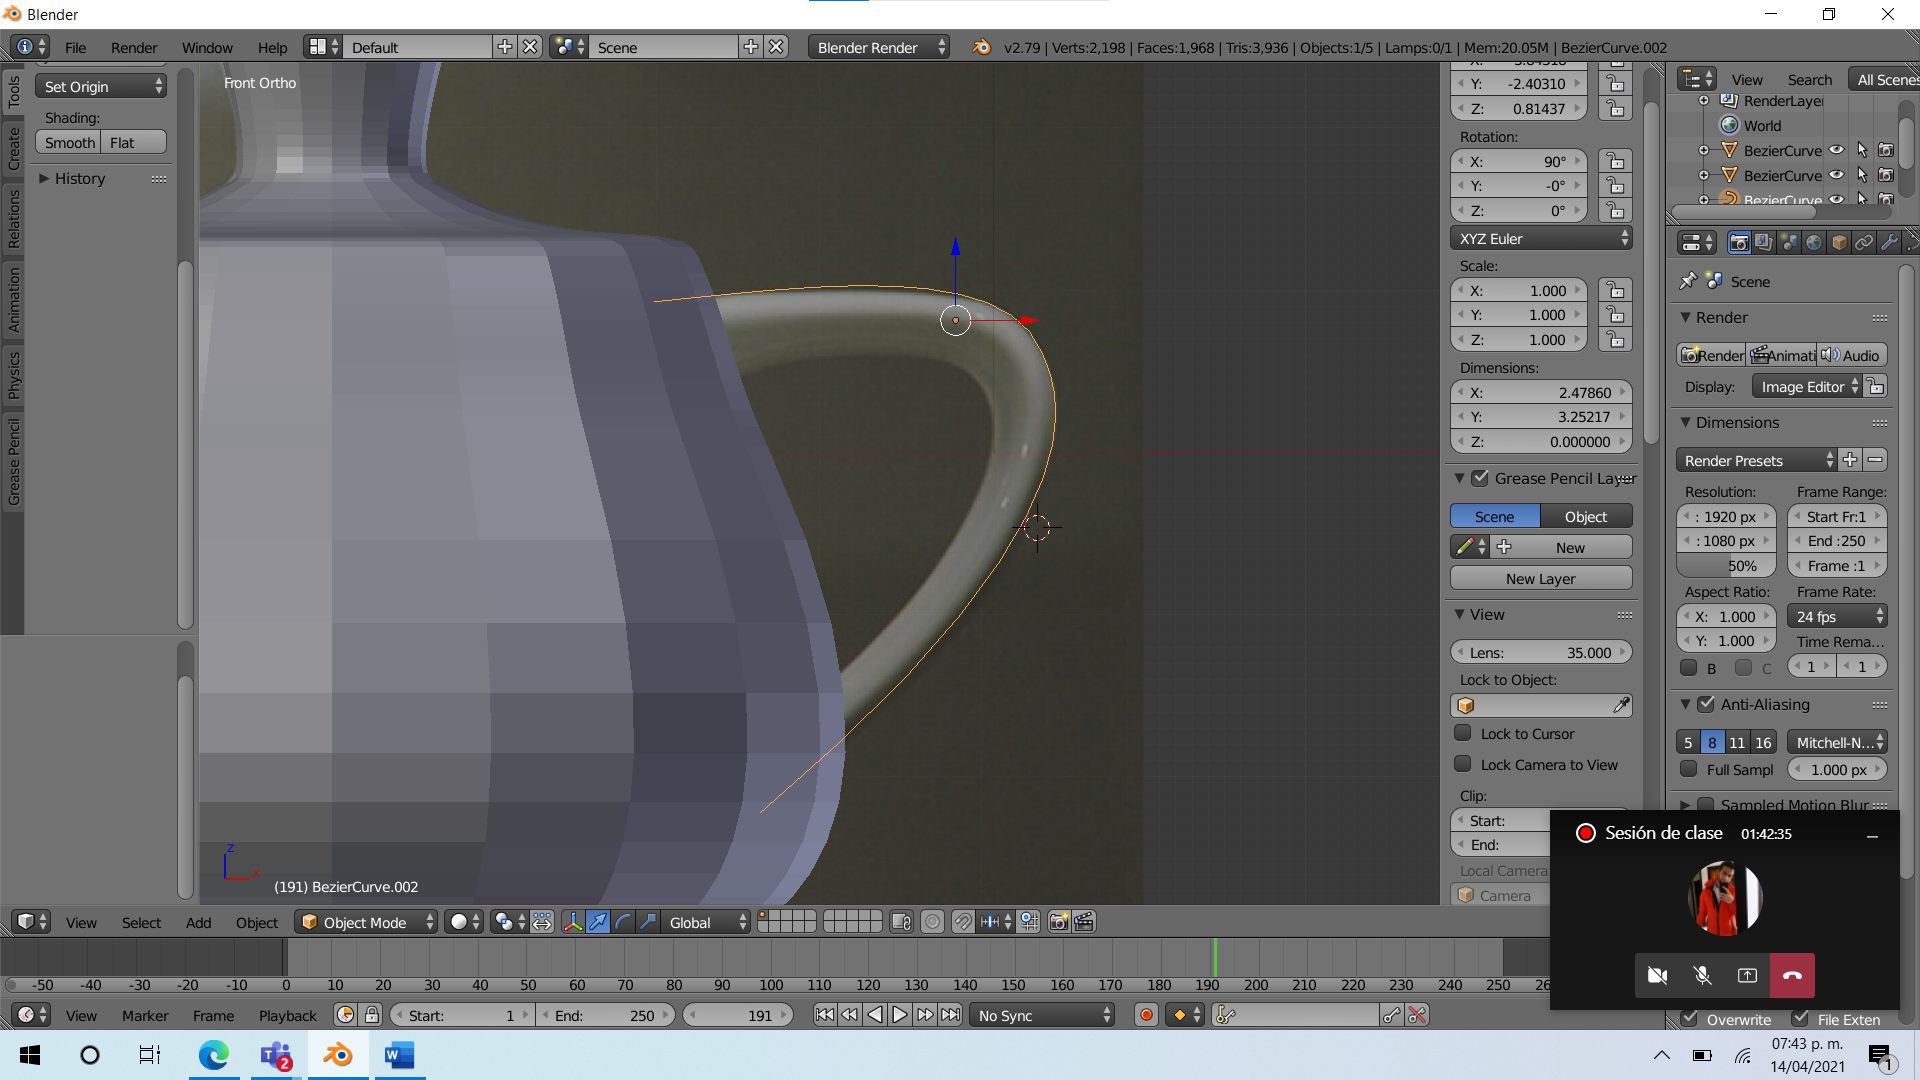 Blender
File Render Window Help Default Scene Blender Render v2.79 | Verts:2,198 | Faces:1,968 | Tris:3,936 | Objects:1/5 | Lamps:0/1 | Mem:20.05M | BezierCurve.002
Tools
Create
Relations
Animation
Physics
Grease Pencil
Set Origin
Shading:
Smooth Flat
History
Front Ortho
z
x
(191) BezierCurve.002
Y: -2.40310
Z: 0.81437
Rotation:
X: 90°
Y: -0°
Z: 0°
XYZ Euler
Scale:
X: 1.000
Y: 1.000
Z: 1.000
Dimensions:
X: 2.47860
Y: 3.25217
Z: 0.000000
Grease Pencil Layer
Scene Object
New
New Layer
View
Lens: 35.000
Lock to Object:
Lock to Cursor
Lock Camera to View
Clip:
Start:
End:
Local Camera:
Camera
View Search All Scenes
RenderLayer
World
BezierCurve
BezierCurve
BezierCurve
Scene
Render
Render Animati Audio
Display: Image Editor
Dimensions
Render Presets
Resolution: Frame Range:
: 1920 px Start Fr:1
: 1080 px End :250
50% Frame :1
Aspect Ratio: Frame Rate:
X: 1.000 24 fps
Y: 1.000 Time Rema...
B C 1 1
Anti-Aliasing
5 8 11 16 Mitchell-N...
Full Sampl 1.000 px
Sampled Motion Blur
Sesión de clase 01:42:35
Overwrite File Exten
View Select Add Object Object Mode Global
-50 -40 -30 -20 -10 0 10 20 30 40 50 60 70 80 90 100 110 120 130 140 150 160 170 180 190 200 210 220 230 240 250
View Marker Frame Playback Start: 1 End: 250 191 No Sync
2
07:43 p. m.
14/04/2021
1